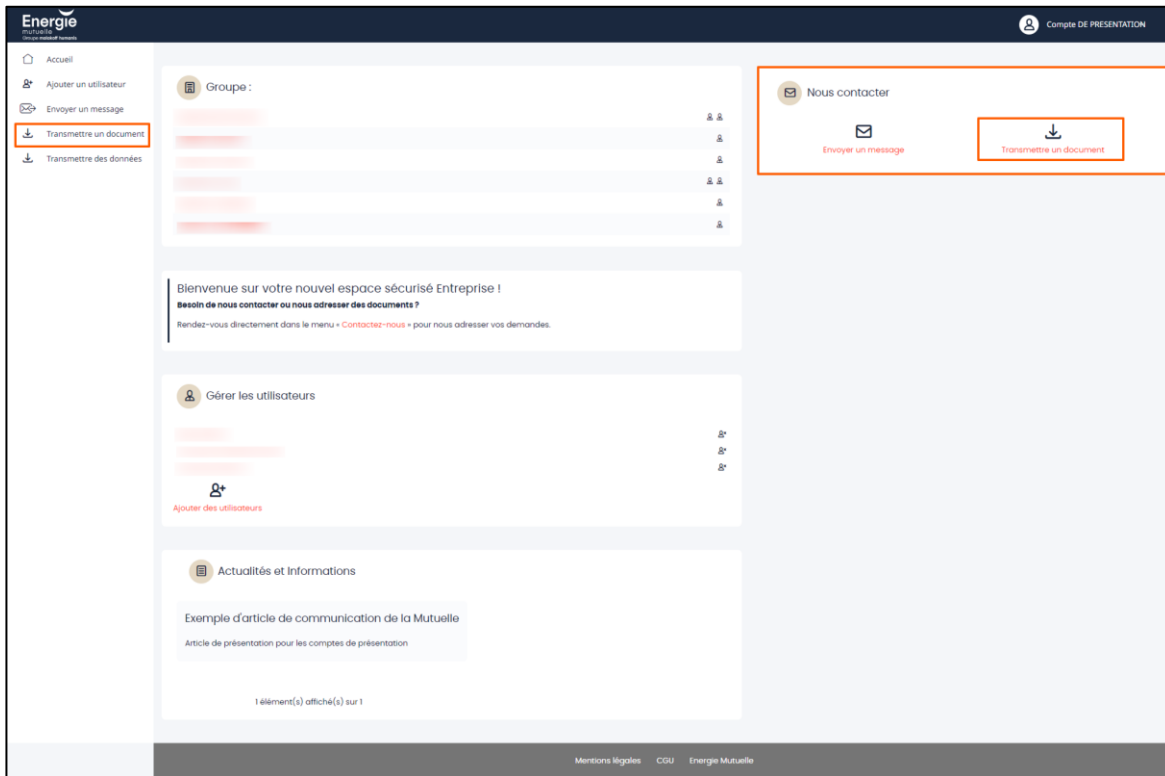 Energie
mutuelle
Groupe malakoff humanis
Compte DE PRESENTATION
Accueil
Ajouter un utilisateur
Envoyer un message
Transmettre un document
Transmettre des données
Groupe :
Nous contacter
Envoyer un message
Transmettre un document
Bienvenue sur votre nouvel espace sécurisé Entreprise !
Besoin de nous contacter ou nous adresser des documents ?
Rendez-vous directement dans le menu « Contactez-nous » pour nous adresser vos demandes.
Gérer les utilisateurs
Ajouter des utilisateurs
Actualités et Informations
Exemple d'article de communication de la Mutuelle
Article de présentation pour les comptes de présentation
1 élément(s) affiché(s) sur 1
Mentions légales CGU Energie Mutuelle